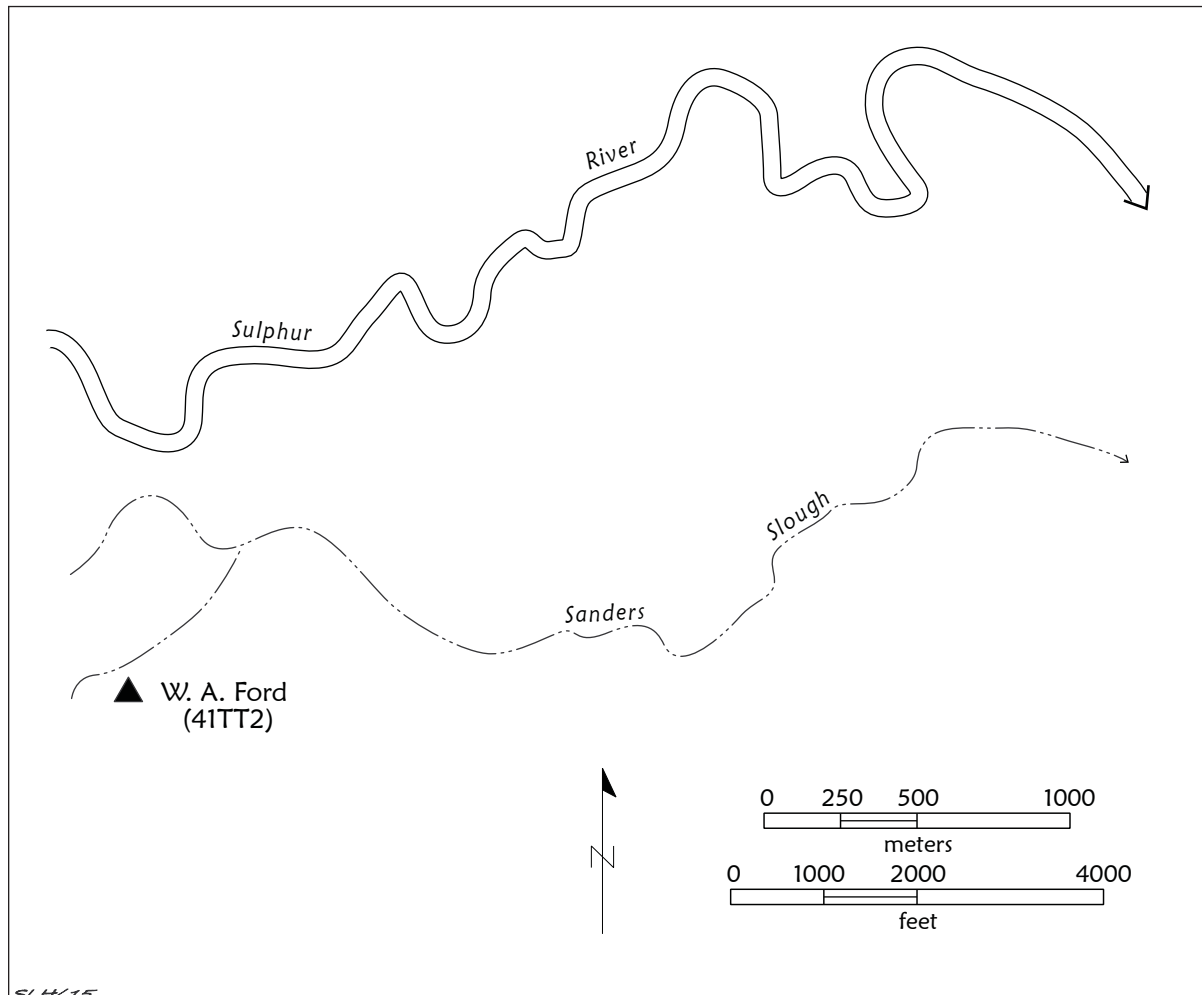 River
Sulphur
Slough
Sanders
W. A. Ford
(41TT2)
N
0 250 500 1000
meters
0 1000 2000 4000
feet